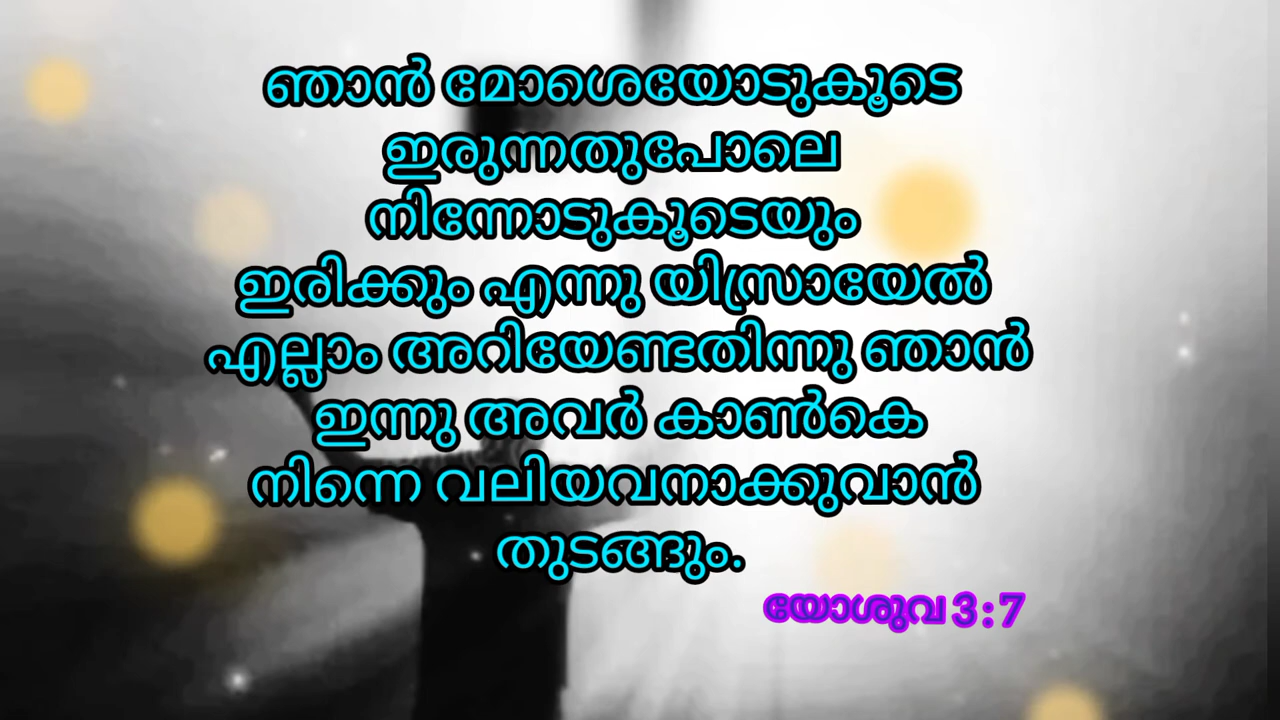 ഞാൻ മോശെയോടുകൂടെ
ഇരുന്നതുപോലെ
നിന്നോടുകൂടെയും
ഇരിക്കും എന്നു യിസ്രായേൽ
എല്ലാം അറിയേണ്ടതിന്നു ഞാൻ
ഇന്നു അവർ കാൺകെ
നിന്നെ വലിയവനാക്കുവാൻ
തുടങ്ങും.
യോശുവ 3:7